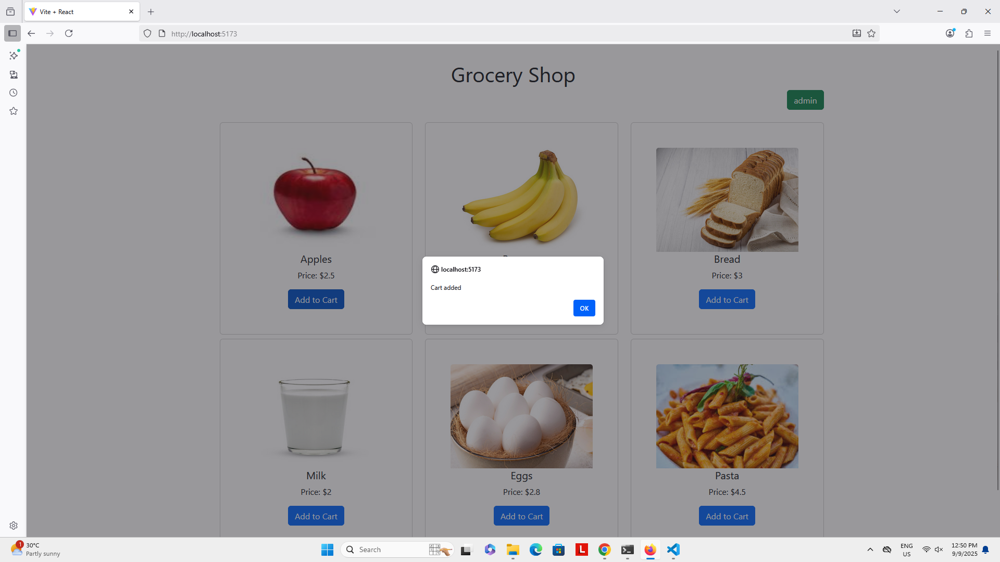 Vite + React
http://localhost:5173
Grocery Shop
admin
Apples
Price: $2.5
Add to Cart
Bread
Price: $3
Add to Cart
localhost:5173
Cart added
OK
Milk
Price: $2
Add to Cart
Eggs
Price: $2.8
Add to Cart
Pasta
Price: $4.5
Add to Cart
1
30°C
Partly sunny
Search
L
ENG
US
12:50 PM
9/9/2025